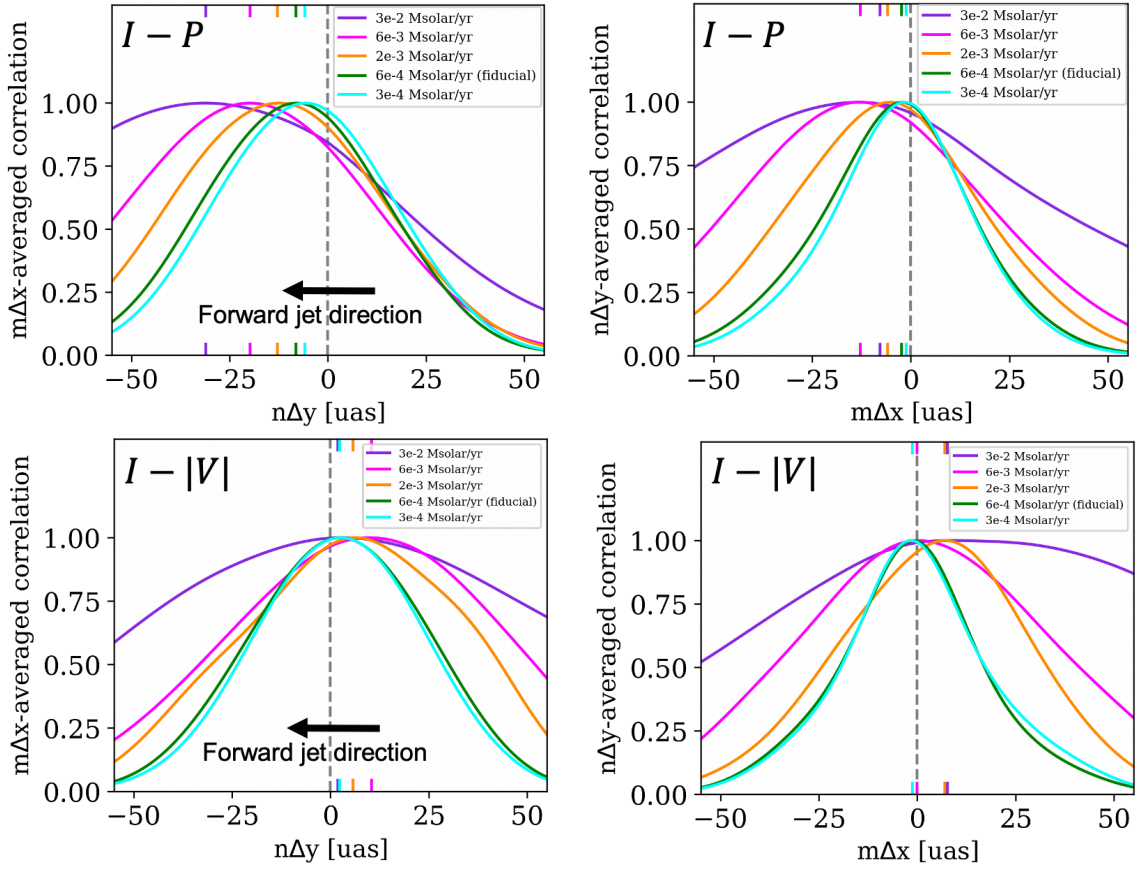 I − P
3e-2 Msolar/yr
6e-3 Msolar/yr
2e-3 Msolar/yr
6e-4 Msolar/yr (fiducial)
3e-4 Msolar/yr
mΔx-averaged correlation
1.00
0.75
0.50
0.25
0.00
Forward jet direction
−50
−25
0
25
50
nΔy [uas]
I − P
3e-2 Msolar/yr
6e-3 Msolar/yr
2e-3 Msolar/yr
6e-4 Msolar/yr (fiducial)
3e-4 Msolar/yr
nΔy-averaged correlation
1.00
0.75
0.50
0.25
0.00
−50
−25
0
25
50
mΔx [uas]
I − |V|
3e-2 Msolar/yr
6e-3 Msolar/yr
2e-3 Msolar/yr
6e-4 Msolar/yr (fiducial)
3e-4 Msolar/yr
mΔx-averaged correlation
1.00
0.75
0.50
0.25
0.00
Forward jet direction
−50
−25
0
25
50
nΔy [uas]
I − |V|
3e-2 Msolar/yr
6e-3 Msolar/yr
2e-3 Msolar/yr
6e-4 Msolar/yr (fiducial)
3e-4 Msolar/yr
nΔy-averaged correlation
1.00
0.75
0.50
0.25
0.00
−50
−25
0
25
50
mΔx [uas]